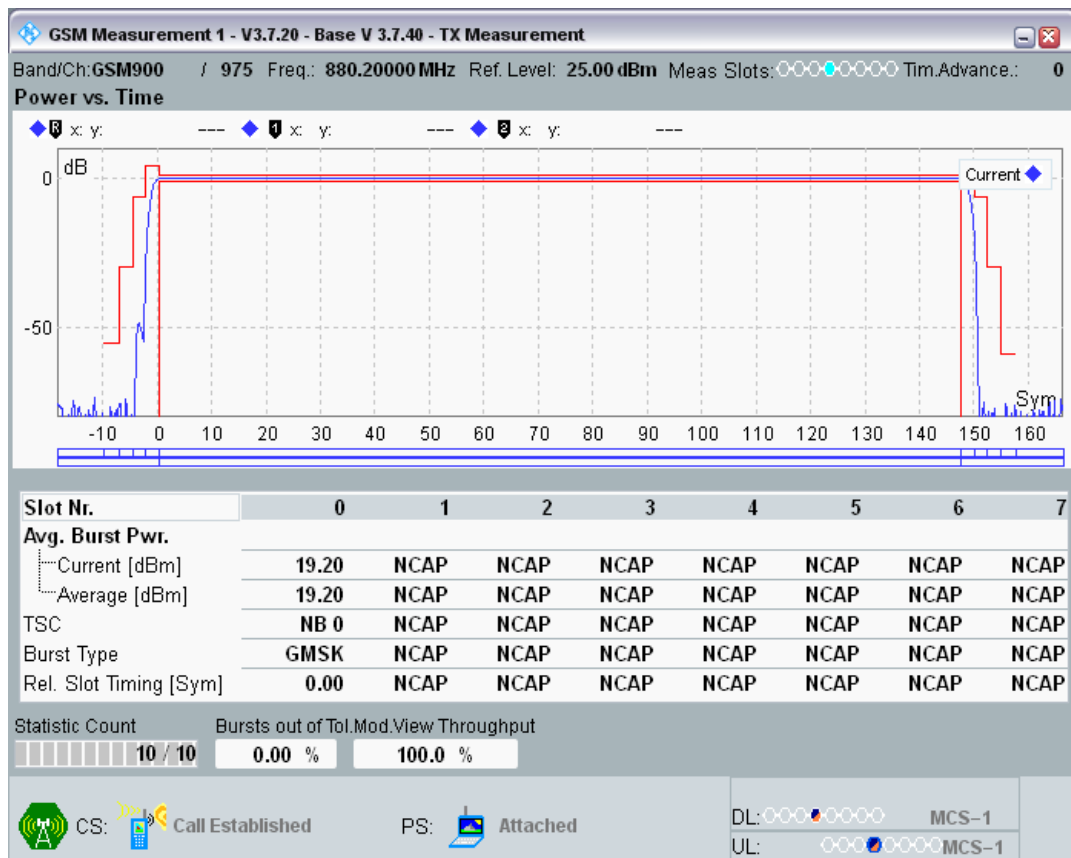 GSM Measurement 1 - V3.7.20 - Base V 3.7.40 - TX Measurement
Band/Ch:GSM900 / 975 Freq.: 880.20000 MHz Ref. Level: 25.00 dBm Meas Slots: Tim.Advance.: 0
Power vs. Time
R x: y: --- 1 x: y: --- 2 x: y: ---
dB
Current
0
-50
Sym
-10 0 10 20 30 40 50 60 70 80 90 100 110 120 130 140 150 160
Slot Nr. 0 1 2 3 4 5 6 7
Avg. Burst Pwr.
Current [dBm] 19.20 NCAP NCAP NCAP NCAP NCAP NCAP NCAP
Average [dBm] 19.20 NCAP NCAP NCAP NCAP NCAP NCAP NCAP
TSC NB 0 NCAP NCAP NCAP NCAP NCAP NCAP NCAP
Burst Type GMSK NCAP NCAP NCAP NCAP NCAP NCAP NCAP
Rel. Slot Timing [Sym] 0.00 NCAP NCAP NCAP NCAP NCAP NCAP NCAP
Statistic Count Bursts out of Tol.Mod.View Throughput
10 / 10 0.00 % 100.0 %
CS: Call Established PS: Attached
DL: MCS-1
UL: MCS-1